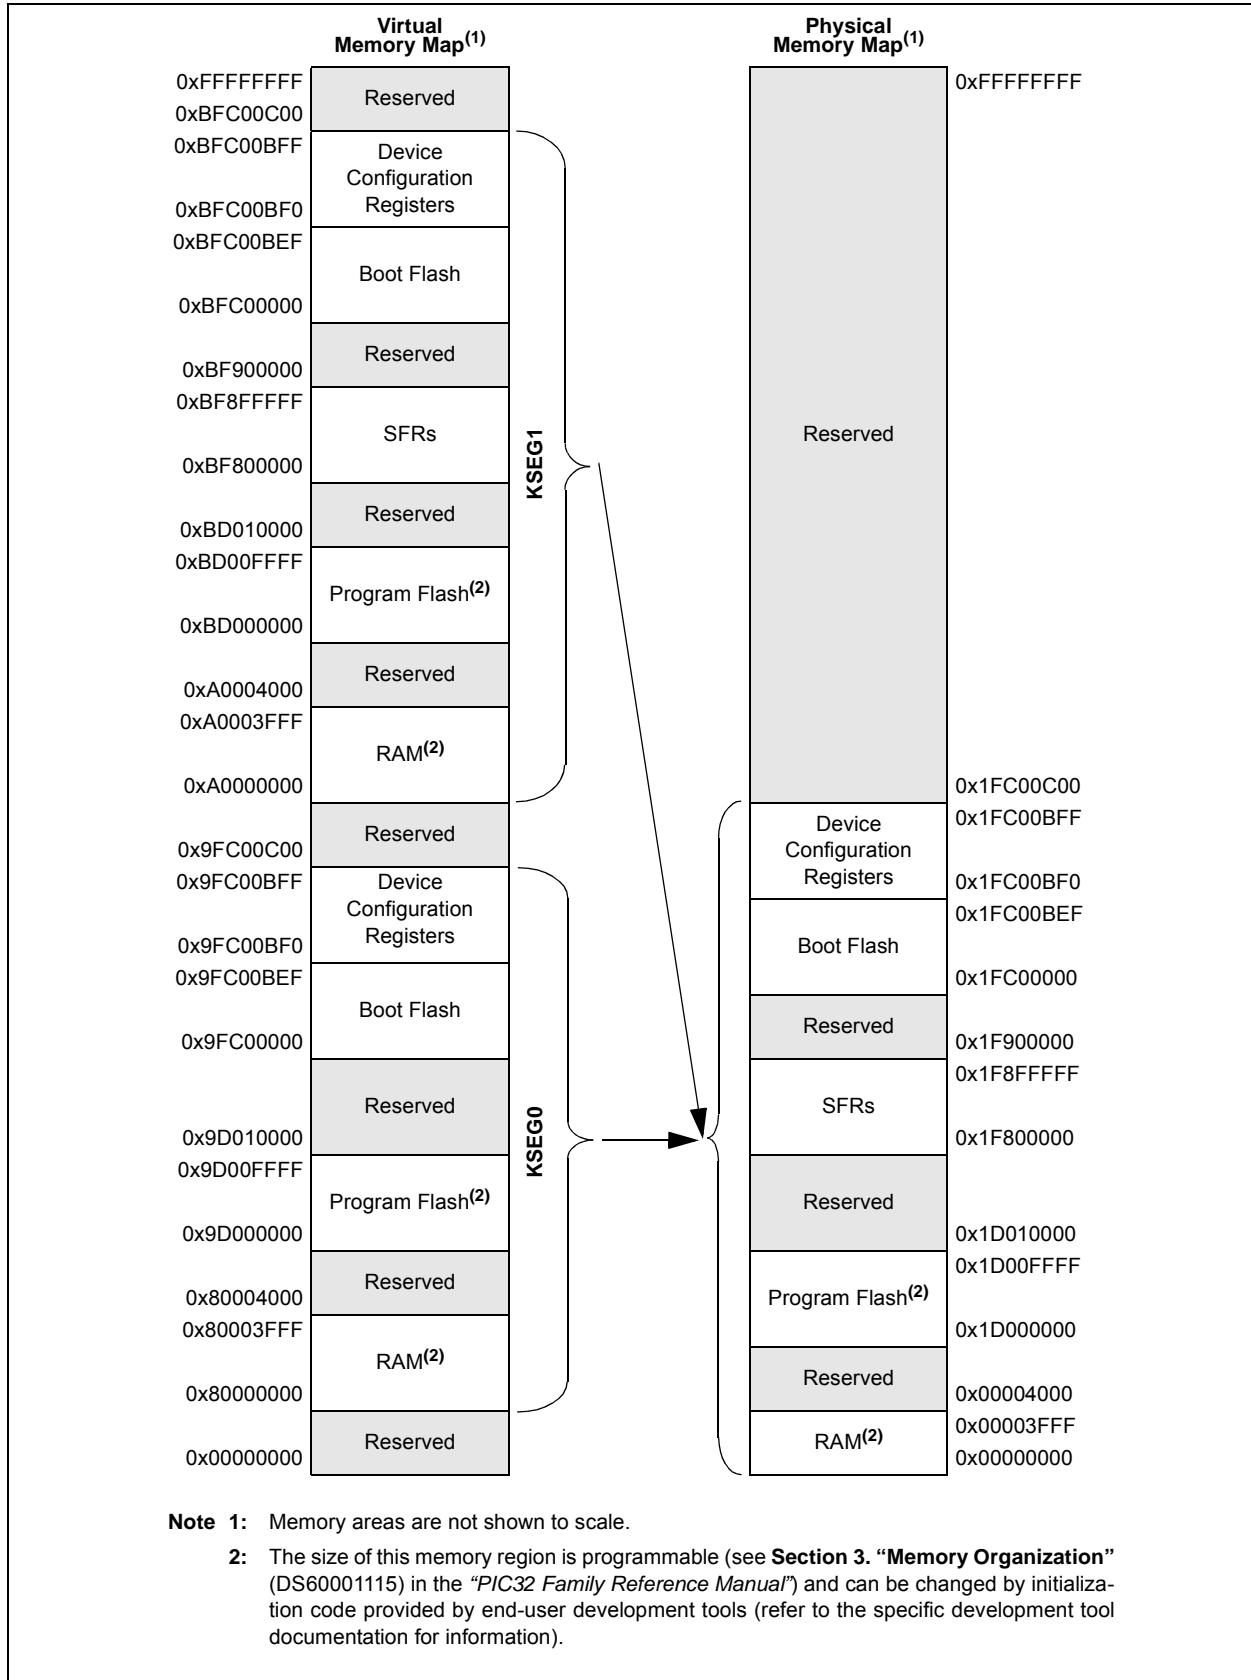 Virtual
Memory Map(1)
Physical
Memory Map(1)
0xFFFFFFFF
Reserved
0xBFC00C00
0xBFC00BFF
Device
Configuration
Registers
0xBFC00BF0
0xBFC00BEF
Boot Flash
0xBFC00000
Reserved
0xBF900000
0xBF8FFFFF
SFRs
0xBF800000
Reserved
0xBD010000
0xBD00FFFF
Program Flash(2)
0xBD000000
Reserved
0xA0004000
0xA0003FFF
RAM(2)
0xA0000000
Reserved
0x9FC00C00
0x9FC00BFF
Device
Configuration
Registers
0x9FC00BF0
0x9FC00BEF
Boot Flash
0x9FC00000
Reserved
0x9D010000
0x9D00FFFF
Program Flash(2)
0x9D000000
Reserved
0x80004000
0x80003FFF
RAM(2)
0x80000000
Reserved
0x00000000
KSEG1
KSEG0
0xFFFFFFFF
Reserved
0x1FC00C00
0x1FC00BFF
Device
Configuration
Registers
0x1FC00BF0
0x1FC00BEF
Boot Flash
0x1FC00000
Reserved
0x1F900000
0x1F8FFFFF
SFRs
0x1F800000
Reserved
0x1D010000
0x1D00FFFF
Program Flash(2)
0x1D000000
Reserved
0x00004000
0x00003FFF
RAM(2)
0x00000000
Note 1: Memory areas are not shown to scale.
2: The size of this memory region is programmable (see Section 3. “Memory Organization”
(DS60001115) in the “PIC32 Family Reference Manual”) and can be changed by initializa-
tion code provided by end-user development tools (refer to the specific development tool
documentation for information).